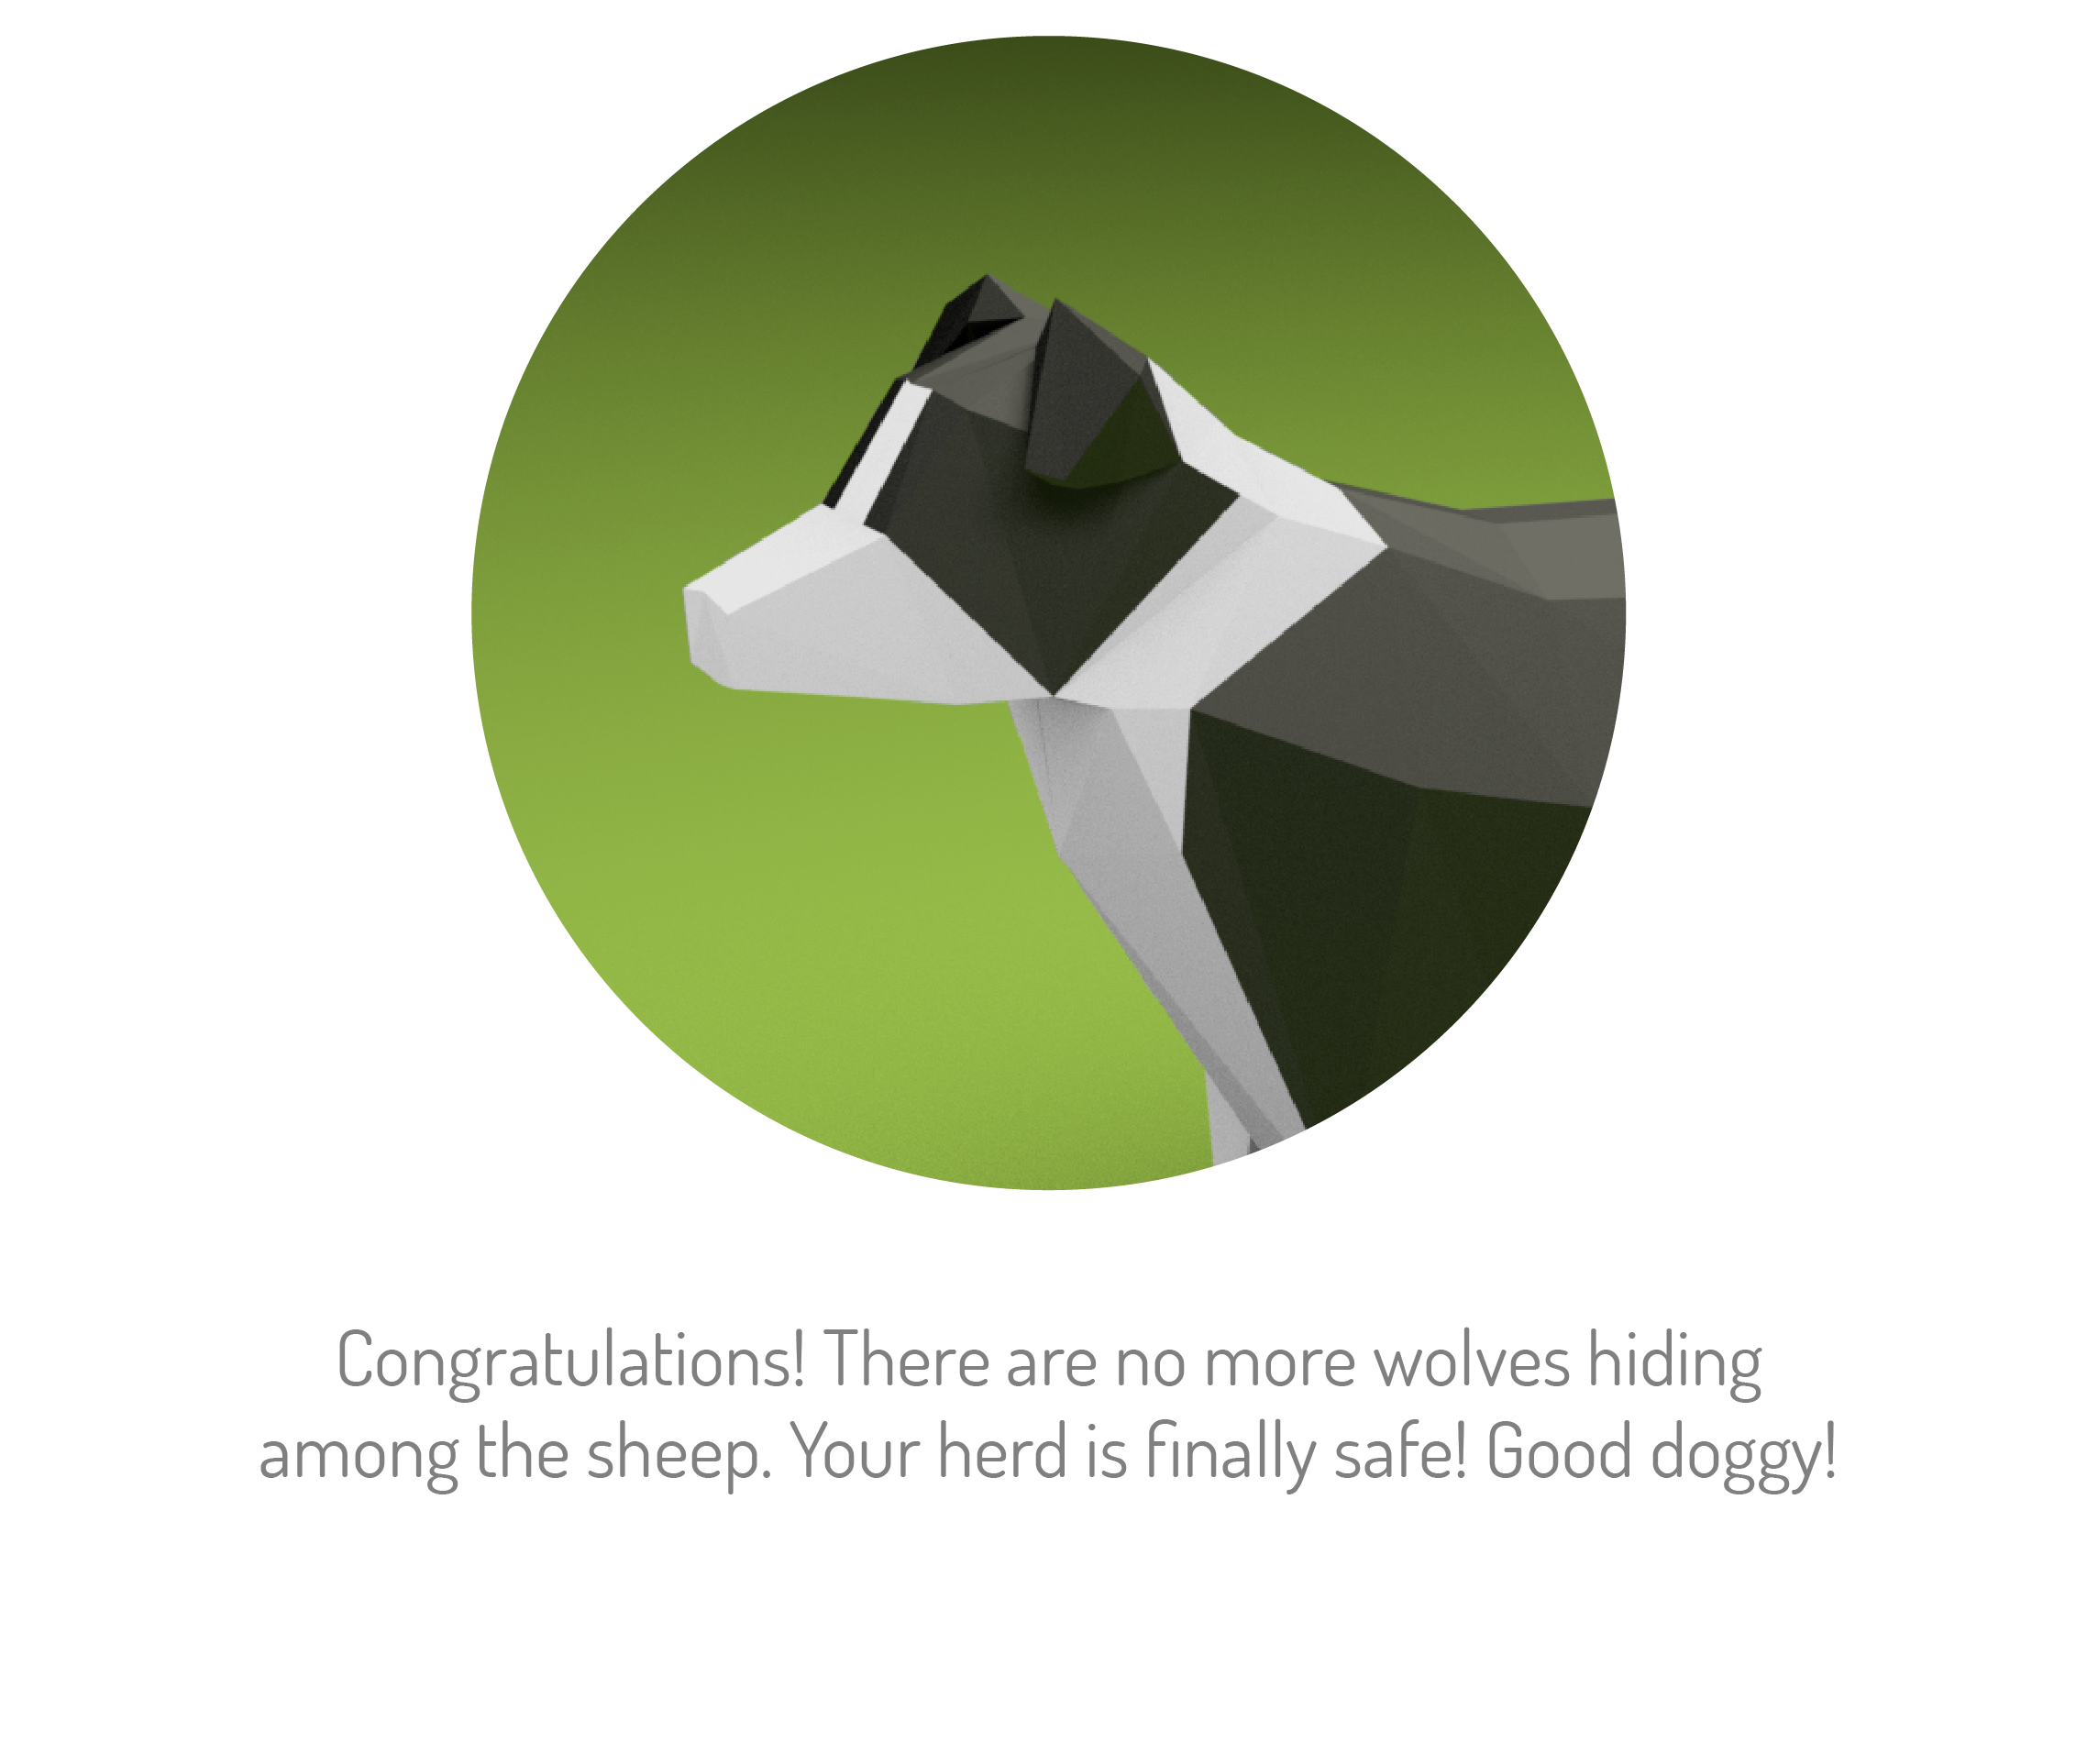 Congratulations! There are no more wolves hiding
among the sheep. Your herd is finally safe! Good doggy!